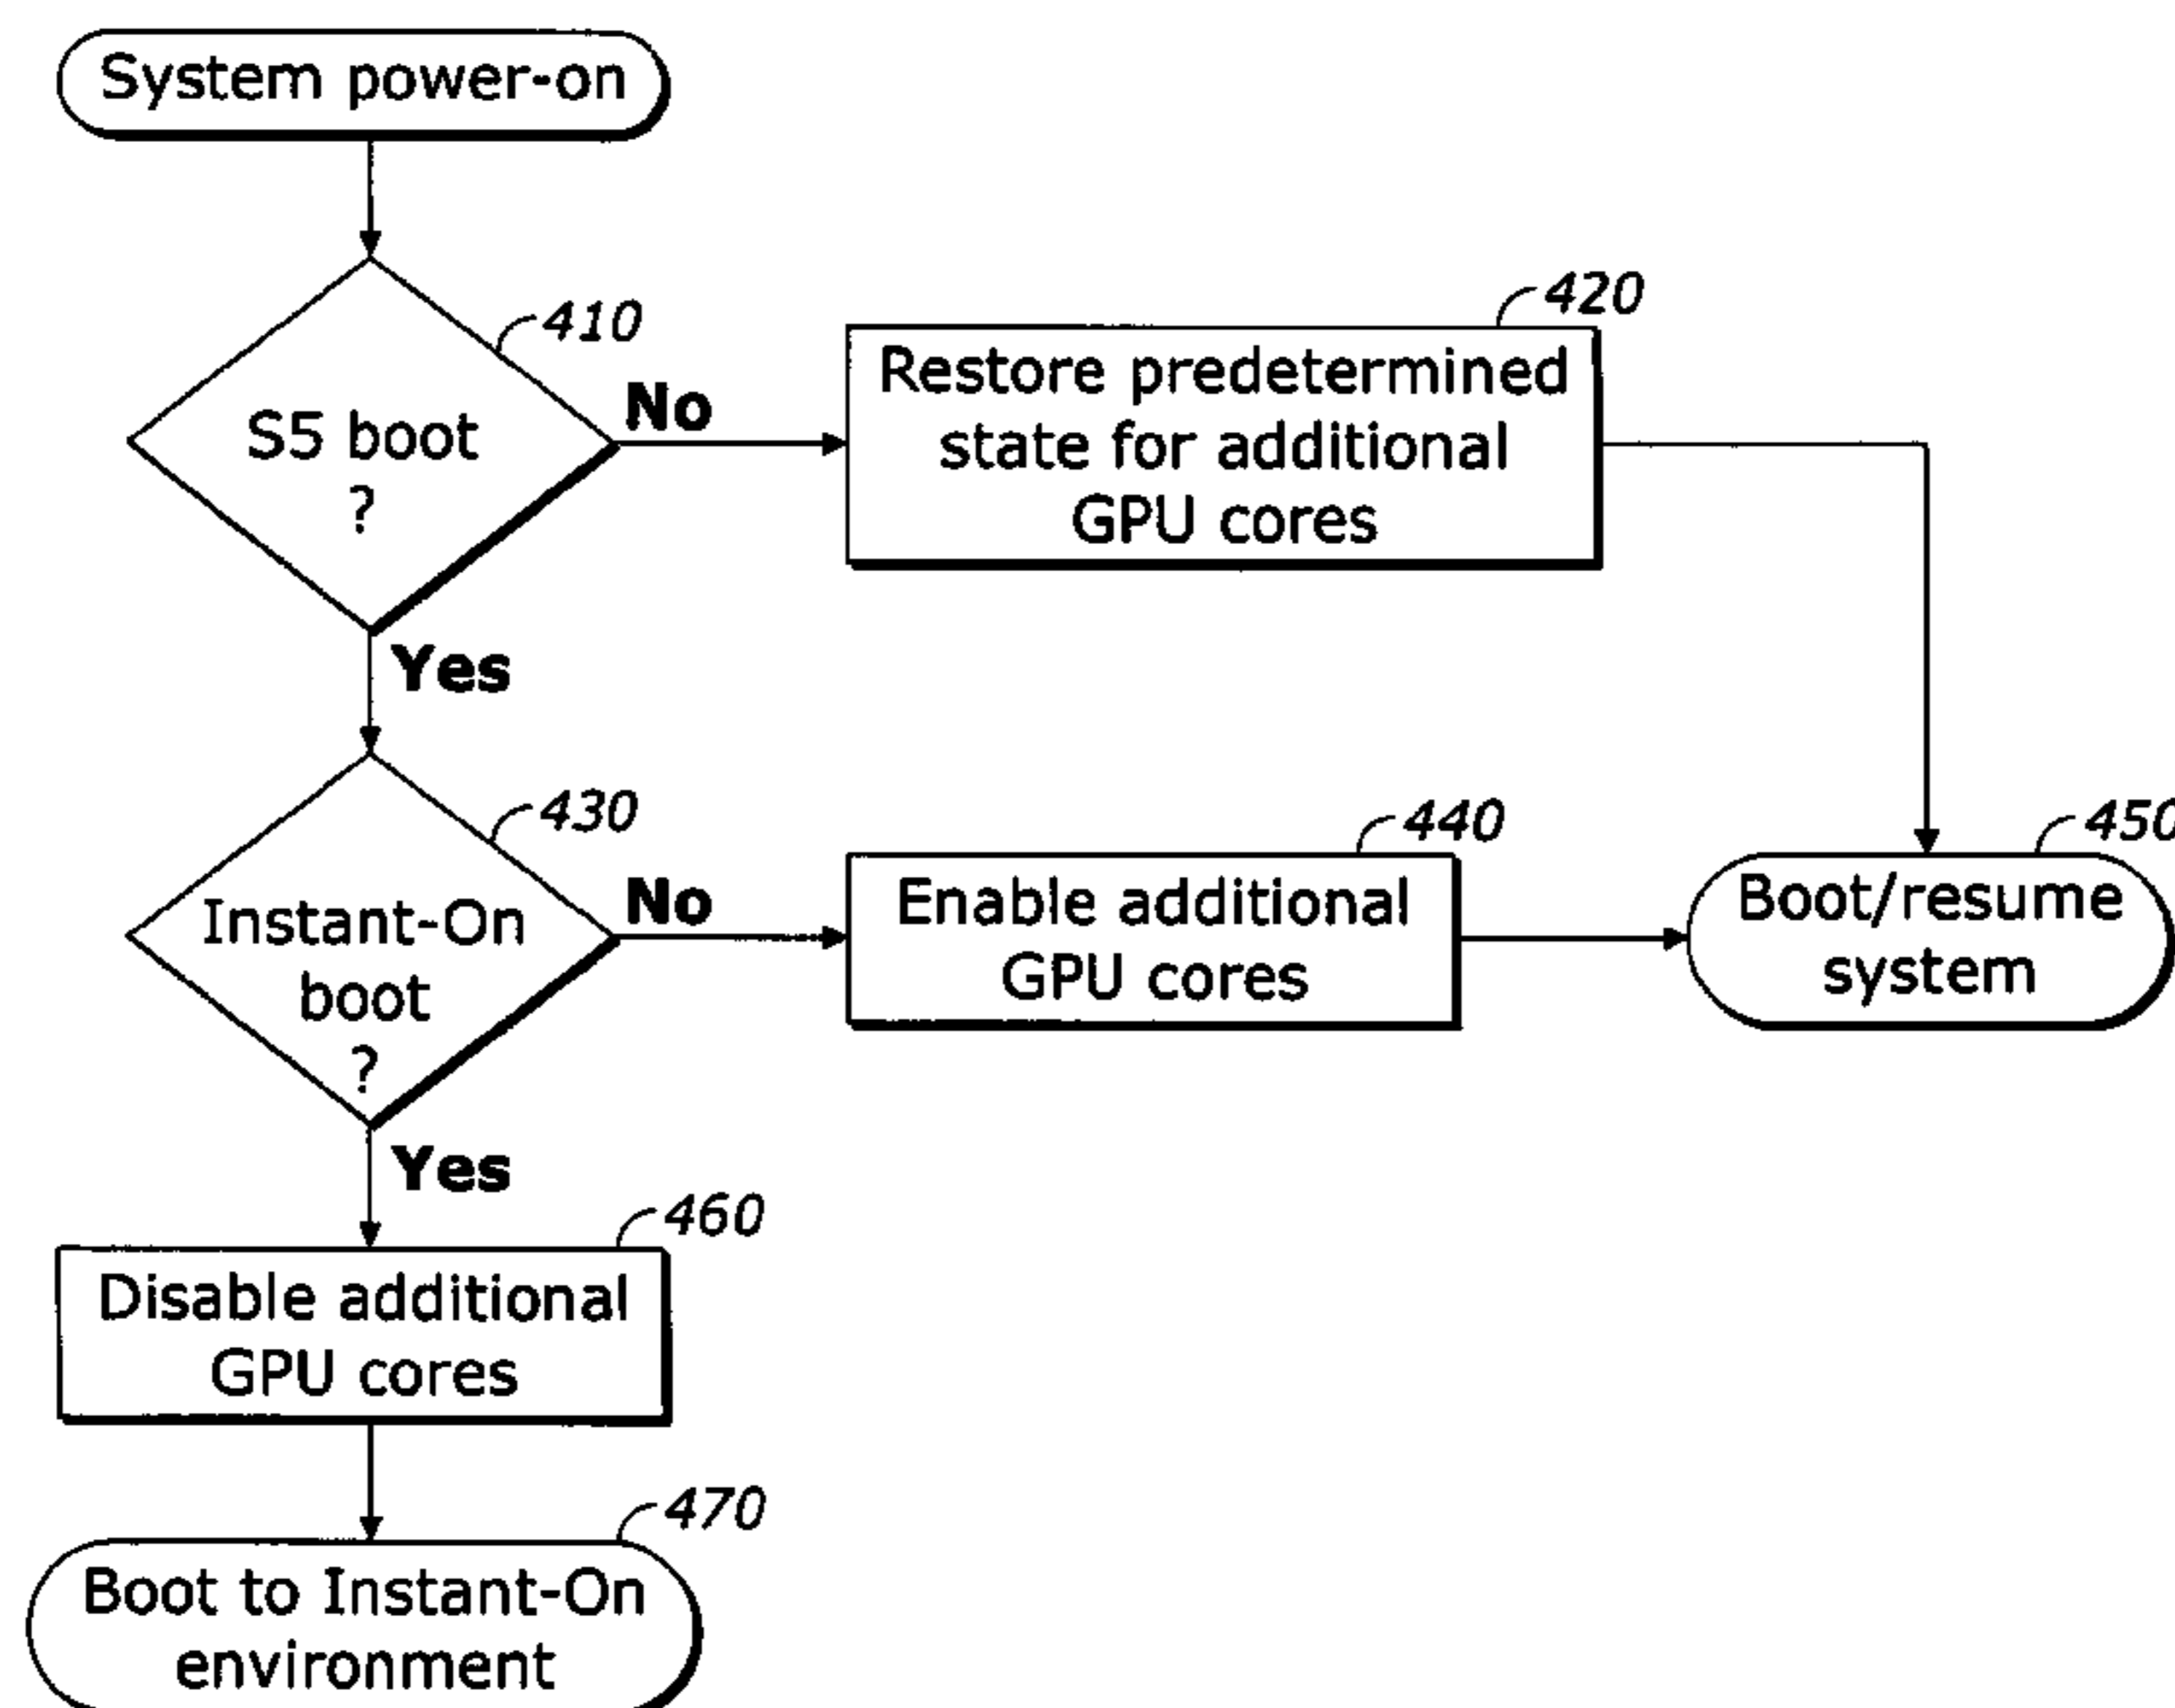 System power-on
410
S5 boot
?
No
420
Restore predetermined
state for additional
GPU cores
Yes
430
Instant-On
boot
?
No
440
Enable additional
GPU cores
450
Boot/resume
system
Yes
460
Disable additional
GPU cores
470
Boot to Instant-On
environment